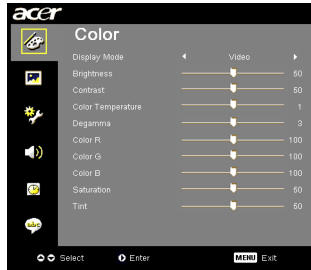 acer
Color
Display Mode Video
Brightness 50
Contrast 50
Color Temperature 1
Degamma 3
Color R 100
Color G 100
Color B 100
Saturation 50
Tint 50
abc
Select Enter MENU Exit